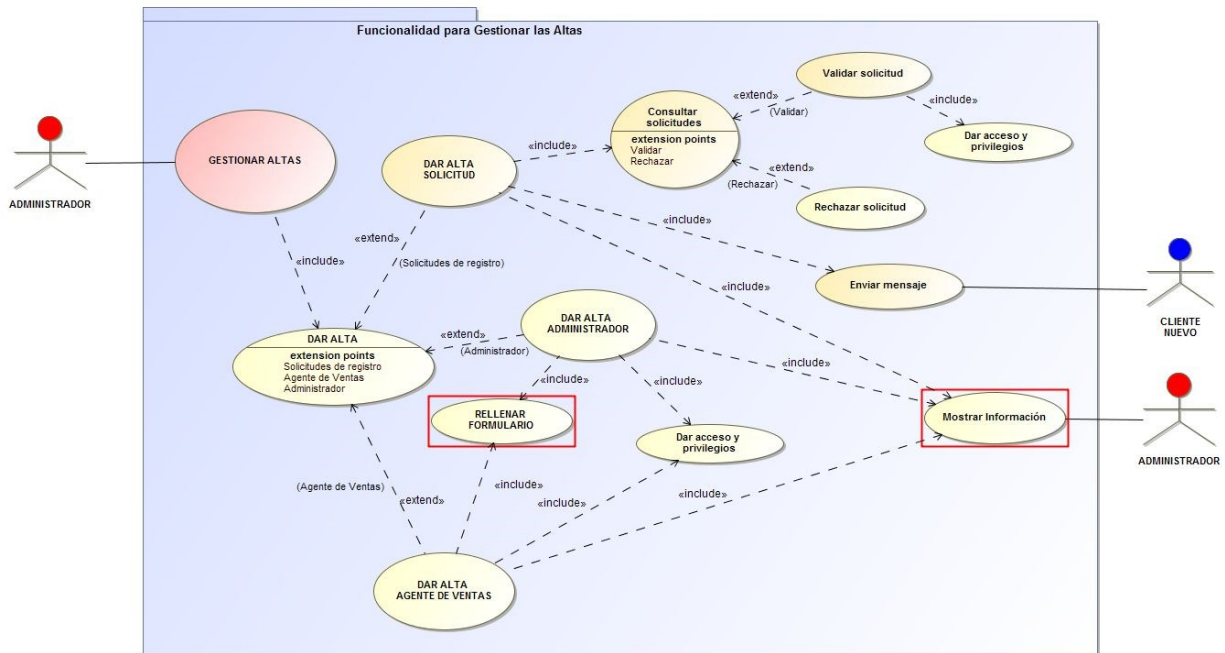 Funcionalidad para Gestionar las Altas
ADMINISTRADOR
GESTIONAR ALTAS
DAR ALTA
SOLICITUD
«include»
Consultar
solicitudes
extension points
Validar
Rechazar
«extend»
(Validar)
Validar solicitud
«include»
Dar acceso y
privilegios
«extend»
(Rechazar)
Rechazar solicitud
«include»
«extend»
(Solicitudes de registro)
«include»
«include»
Enviar mensaje
CLIENTE
NUEVO
DAR ALTA
extension points
Solicitudes de registro
Agente de Ventas
Administrador
«extend»
(Administrador)
DAR ALTA
ADMINISTRADOR
«include»
«include»
«include»
RELLENAR
FORMULARIO
Dar acceso y
privilegios
Mostrar Información
ADMINISTRADOR
(Agente de Ventas)
«extend»
«include»
«include»
«include»
DAR ALTA
AGENTE DE VENTAS